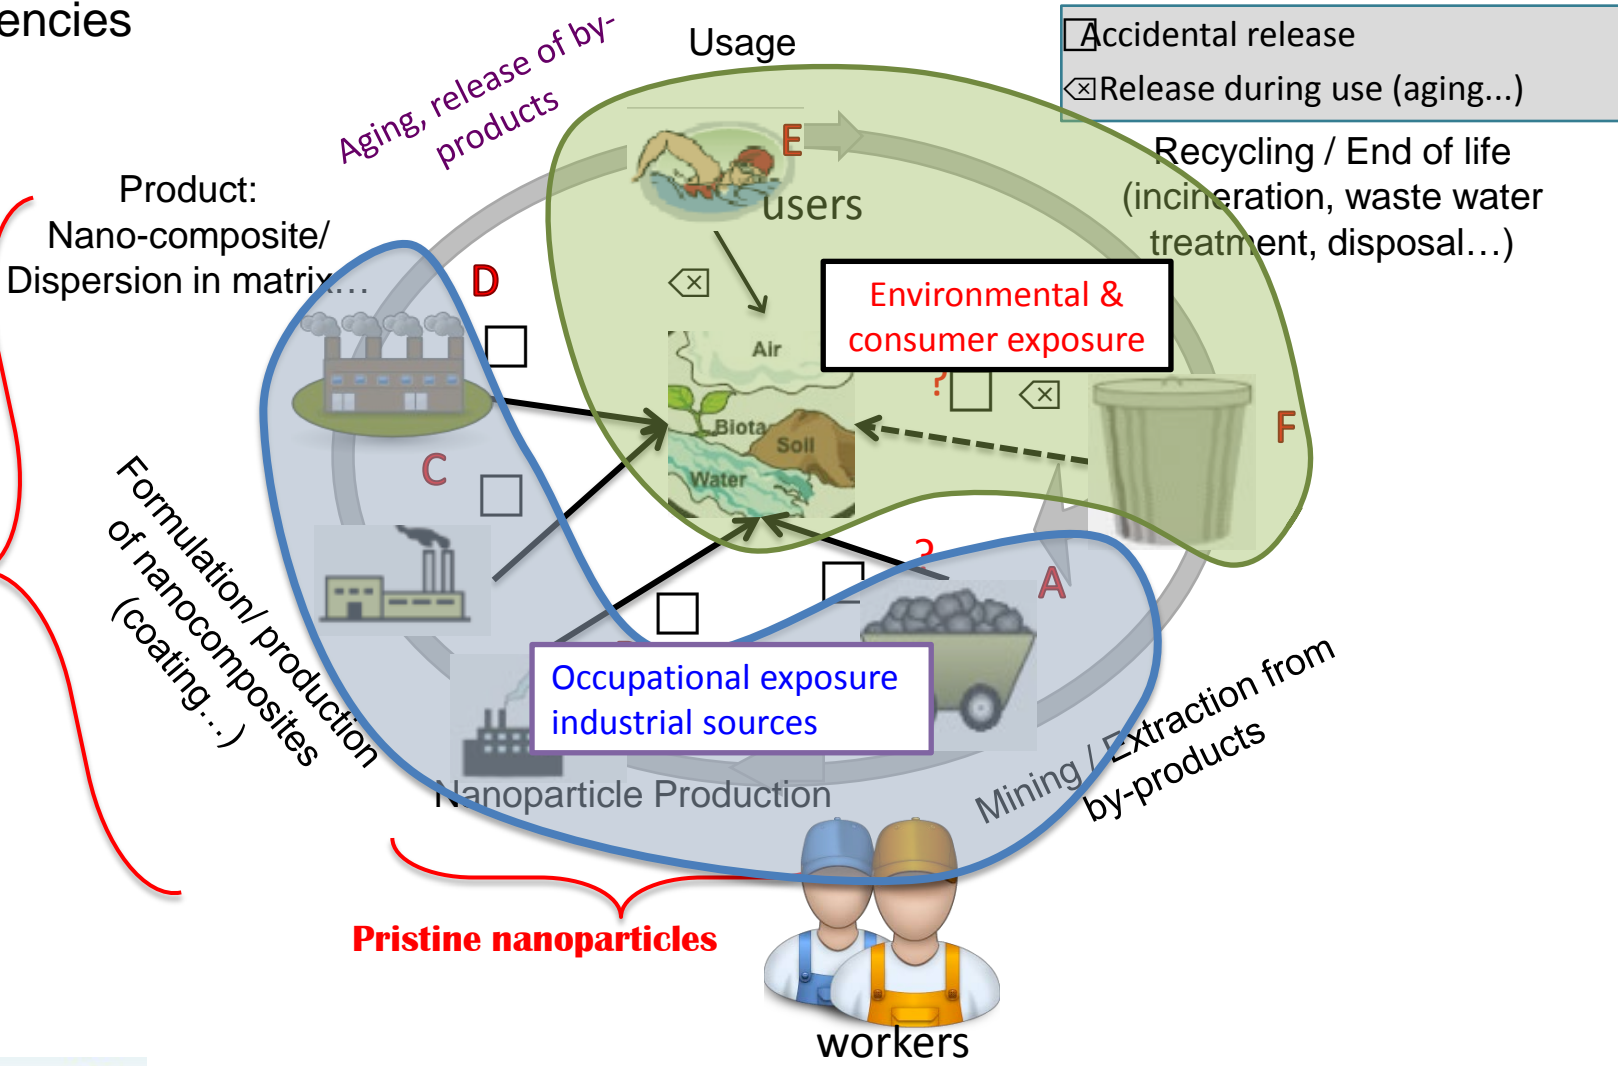 encies
Aging, release of by-
products
Usage
Accidental release
Release during use (aging...)
Recycling / End of life
(incineration, waste water
treatment, disposal…)
Product:
Nano-composite/
Dispersion in matrix…
E
users
D
Environmental &
consumer exposure
Air
?
Biota
Soil
Water
F
C
Formulation/ production
of nanocomposites
(coating…)
?
A
Occupational exposure
industrial sources
Nanoparticle Production
Mining / Extraction from
by-products
Pristine nanoparticles
workers